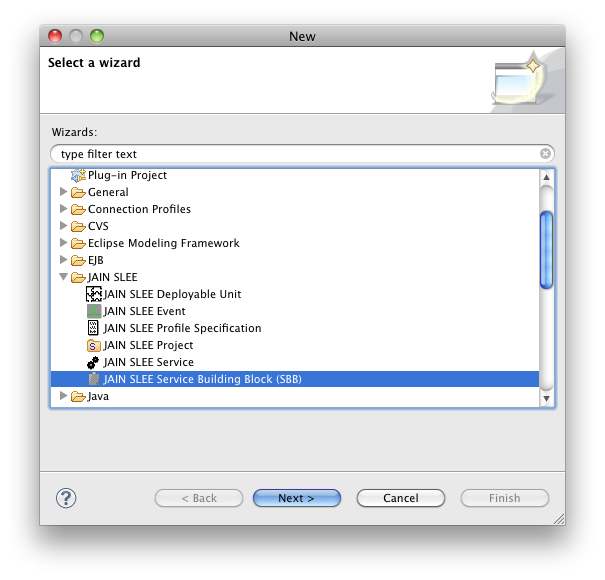 New
Select a wizard
Wizards:
type filter text
Plug-in Project
General
Connection Profiles
CVS
Eclipse Modeling Framework
EJB
JAIN SLEE
JAIN SLEE Deployable Unit
JAIN SLEE Event
JAIN SLEE Profile Specification
JAIN SLEE Project
JAIN SLEE Service
JAIN SLEE Service Building Block (SBB)
Java
? < Back Next > Cancel Finish